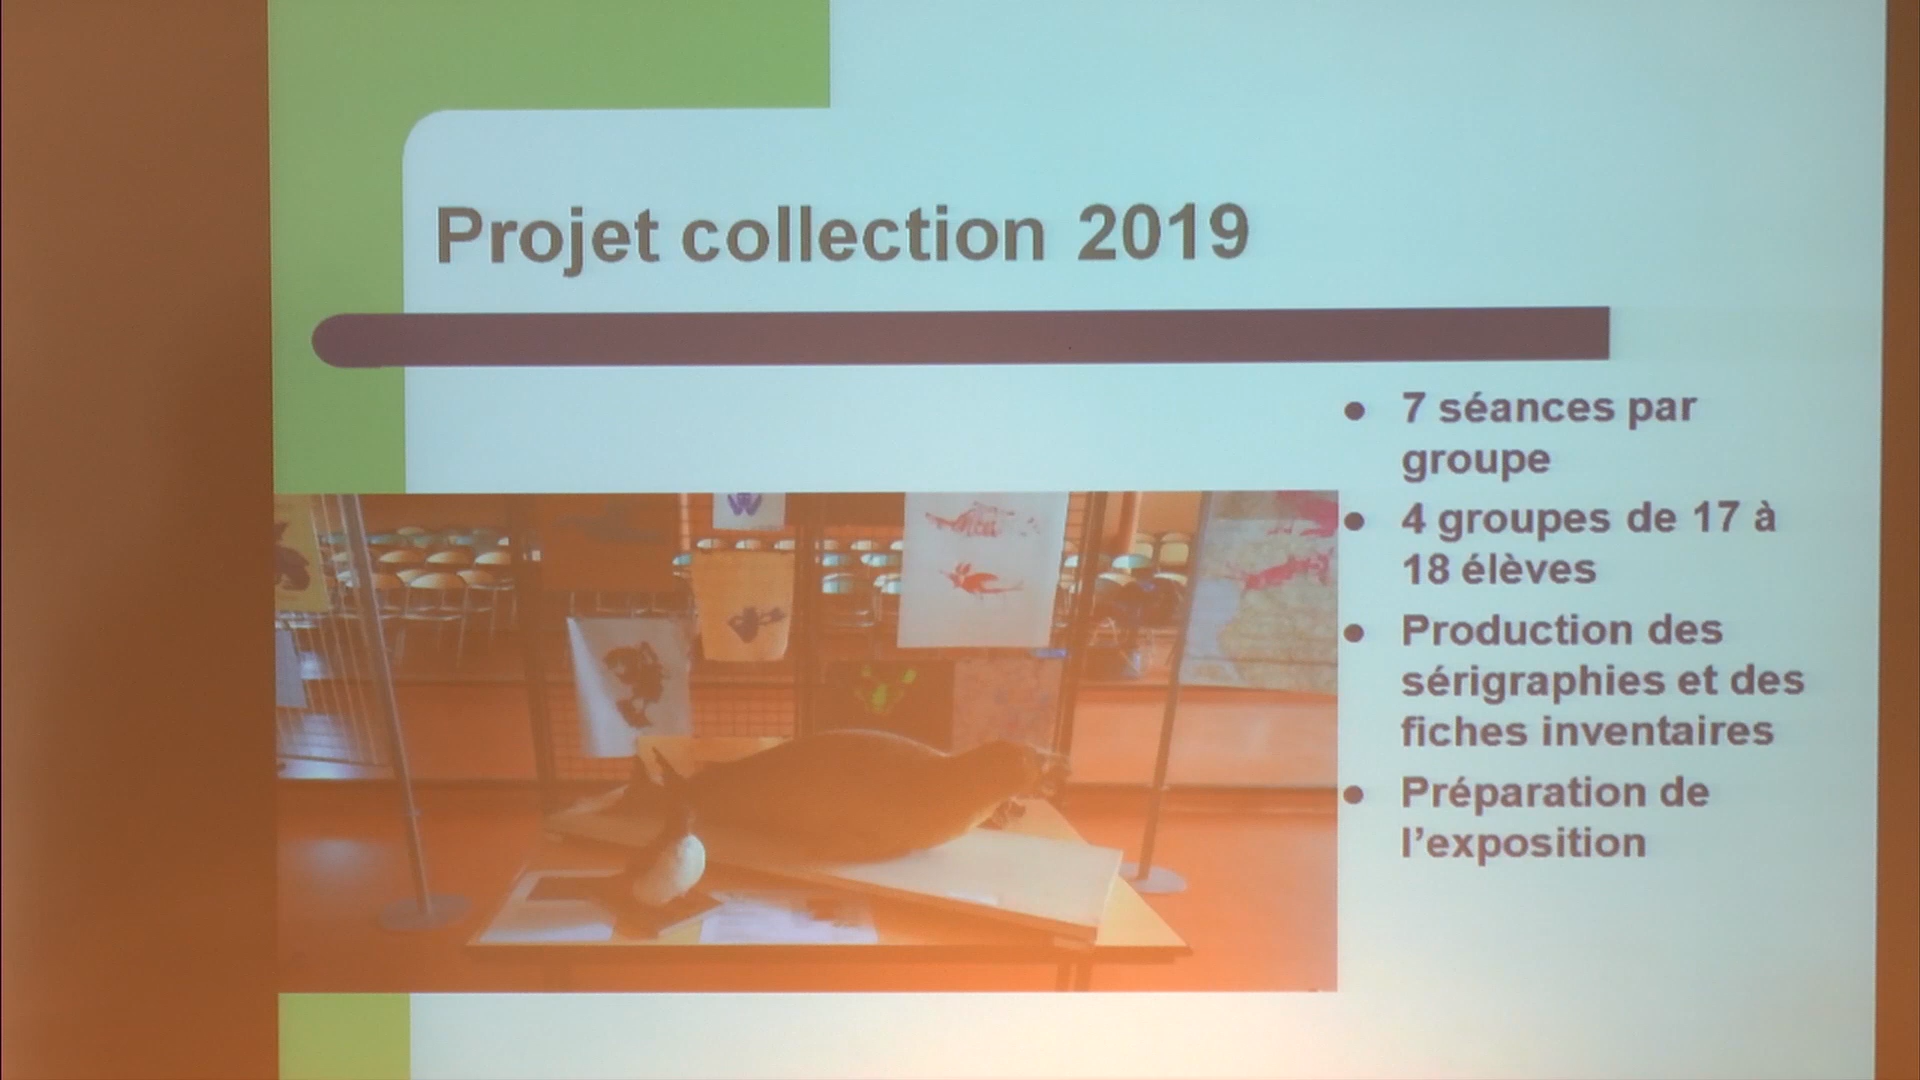 Projet collection 2019
● 7 séances par
groupe
● 4 groupes de 17 à
18 élèves
● Production des
sérigraphies et des
fiches inventaires
● Préparation de
l’exposition